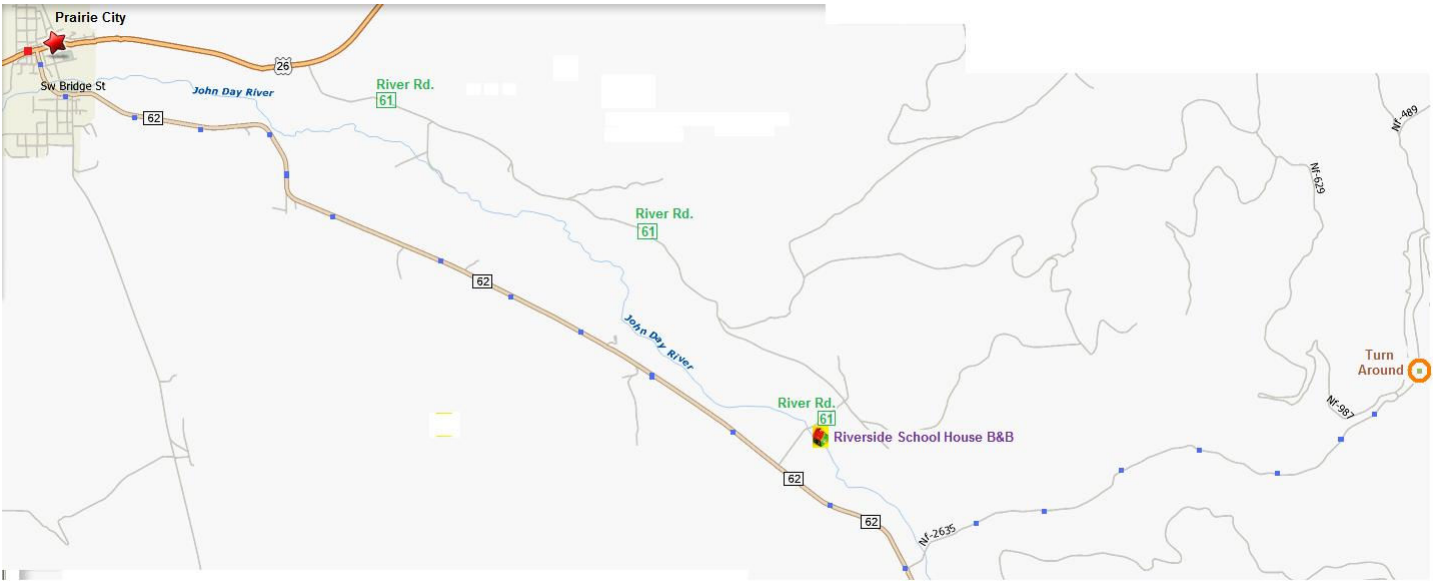 Prairie City
26
River Rd.
61
Sw Bridge St
John Day River
62
Nf-489
Nf-629
River Rd.
61
62
John Day River
Turn
Around
River Rd.
61
Nf-987
Riverside School House B&B
62
62
Nf-2635